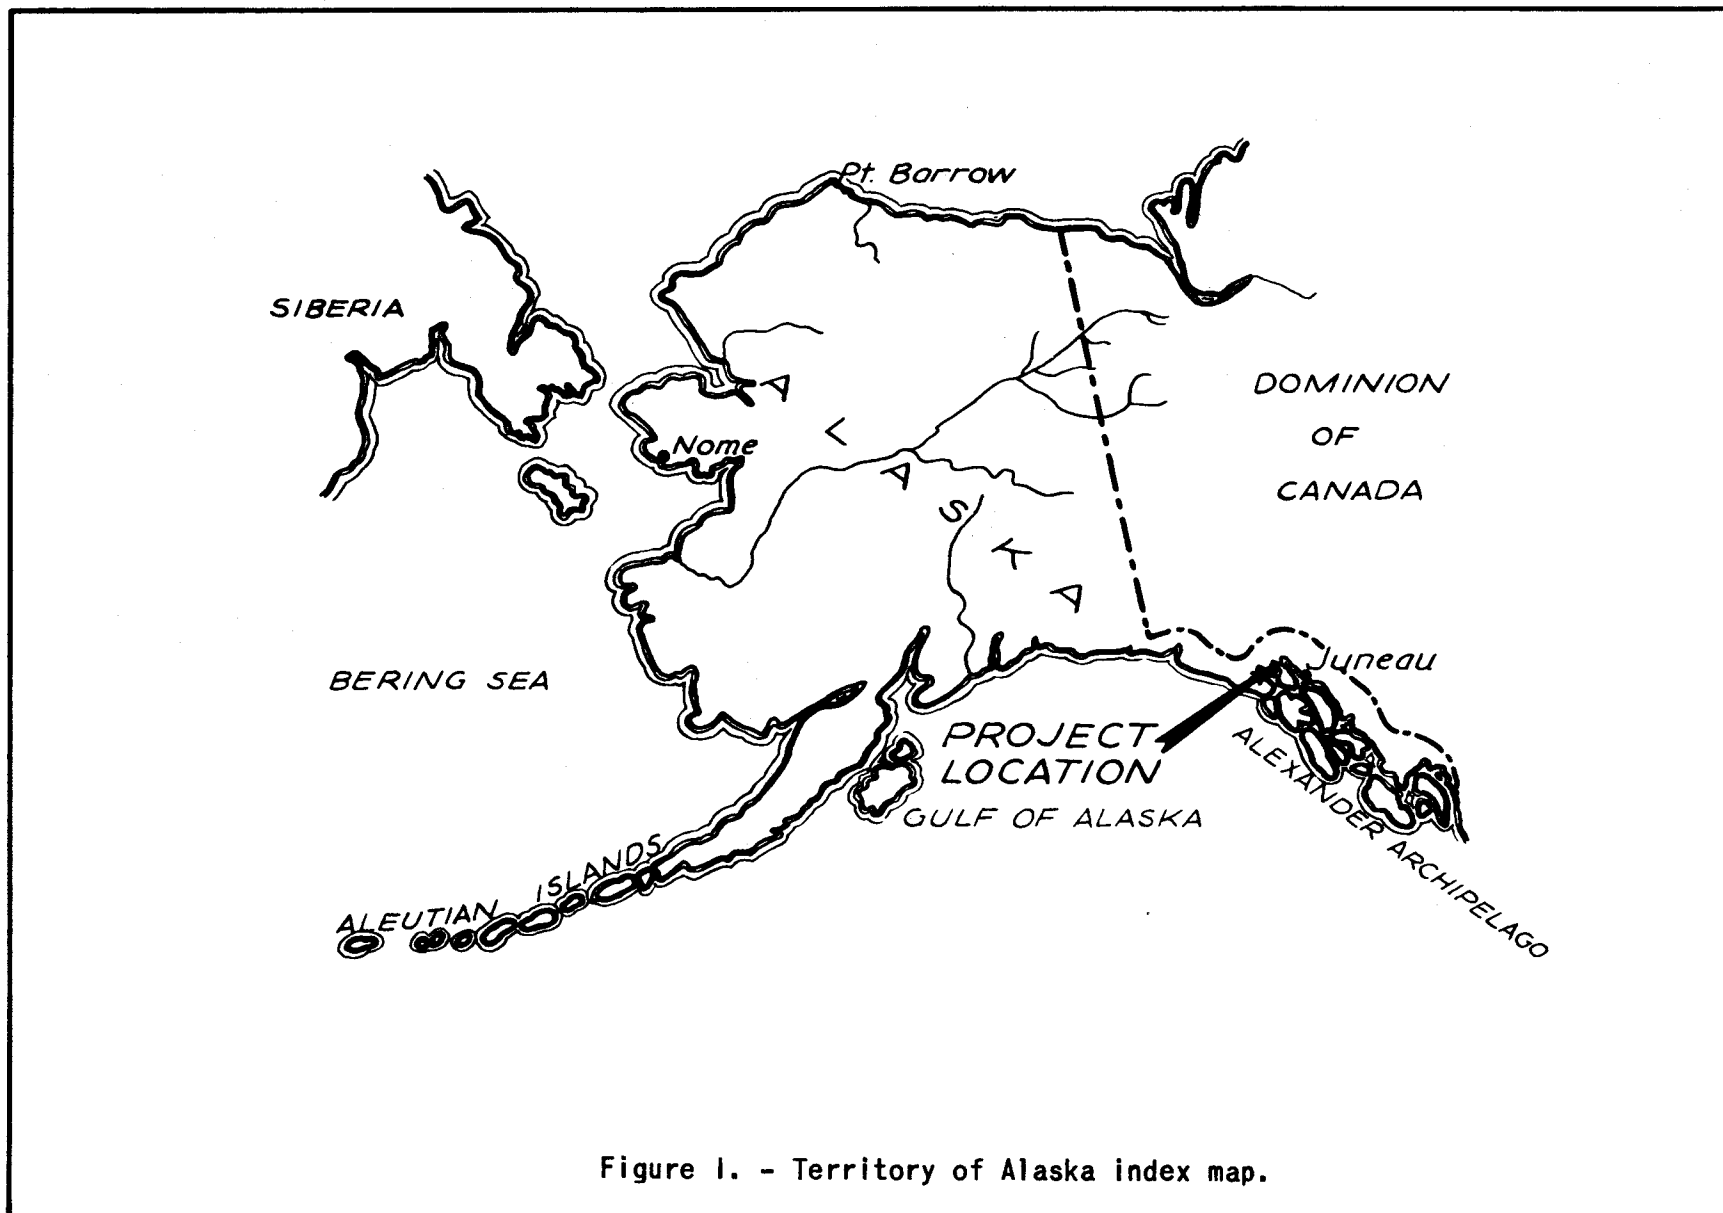 Pt. Barrow
SIBERIA
DOMINION
OF
CANADA
Nome
ALASKA
BERING SEA
Juneau
PROJECT
LOCATION
GULF OF ALASKA
ALEXANDER ARCHIPELAGO
ALEUTIAN ISLANDS
Figure 1. - Territory of Alaska index map.